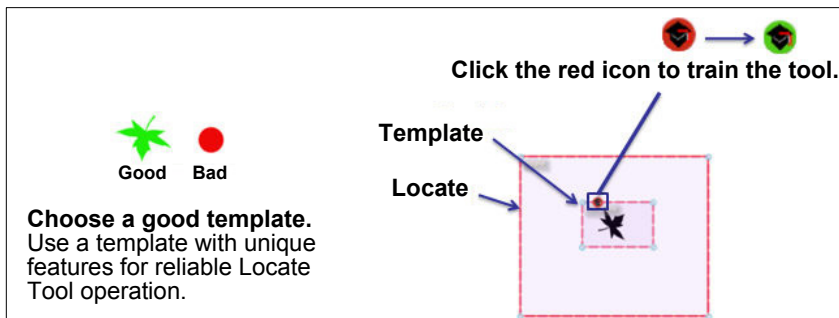 Click the red icon to train the tool.
Template
Locate
Good Bad
Choose a good template.
Use a template with unique
features for reliable Locate
Tool operation.